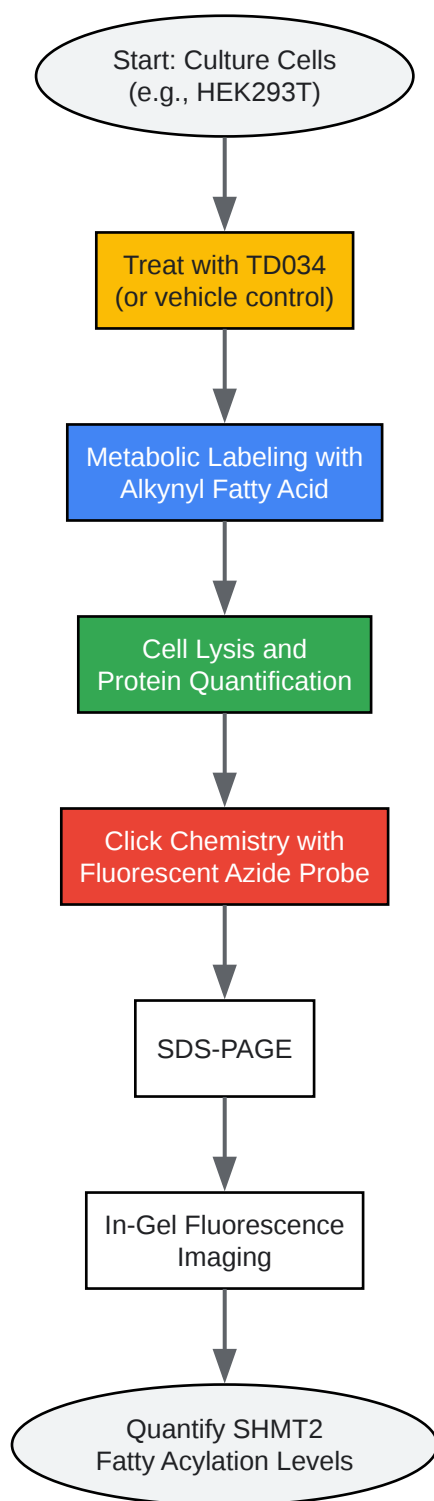 Start: Culture Cells
(e.g., HEK293T)
Treat with TD034
(or vehicle control)
Metabolic Labeling with
Alkynyl Fatty Acid
Cell Lysis and
Protein Quantification
Click Chemistry with
Fluorescent Azide Probe
SDS-PAGE
In-Gel Fluorescence
Imaging
Quantify SHMT2
Fatty Acylation Levels